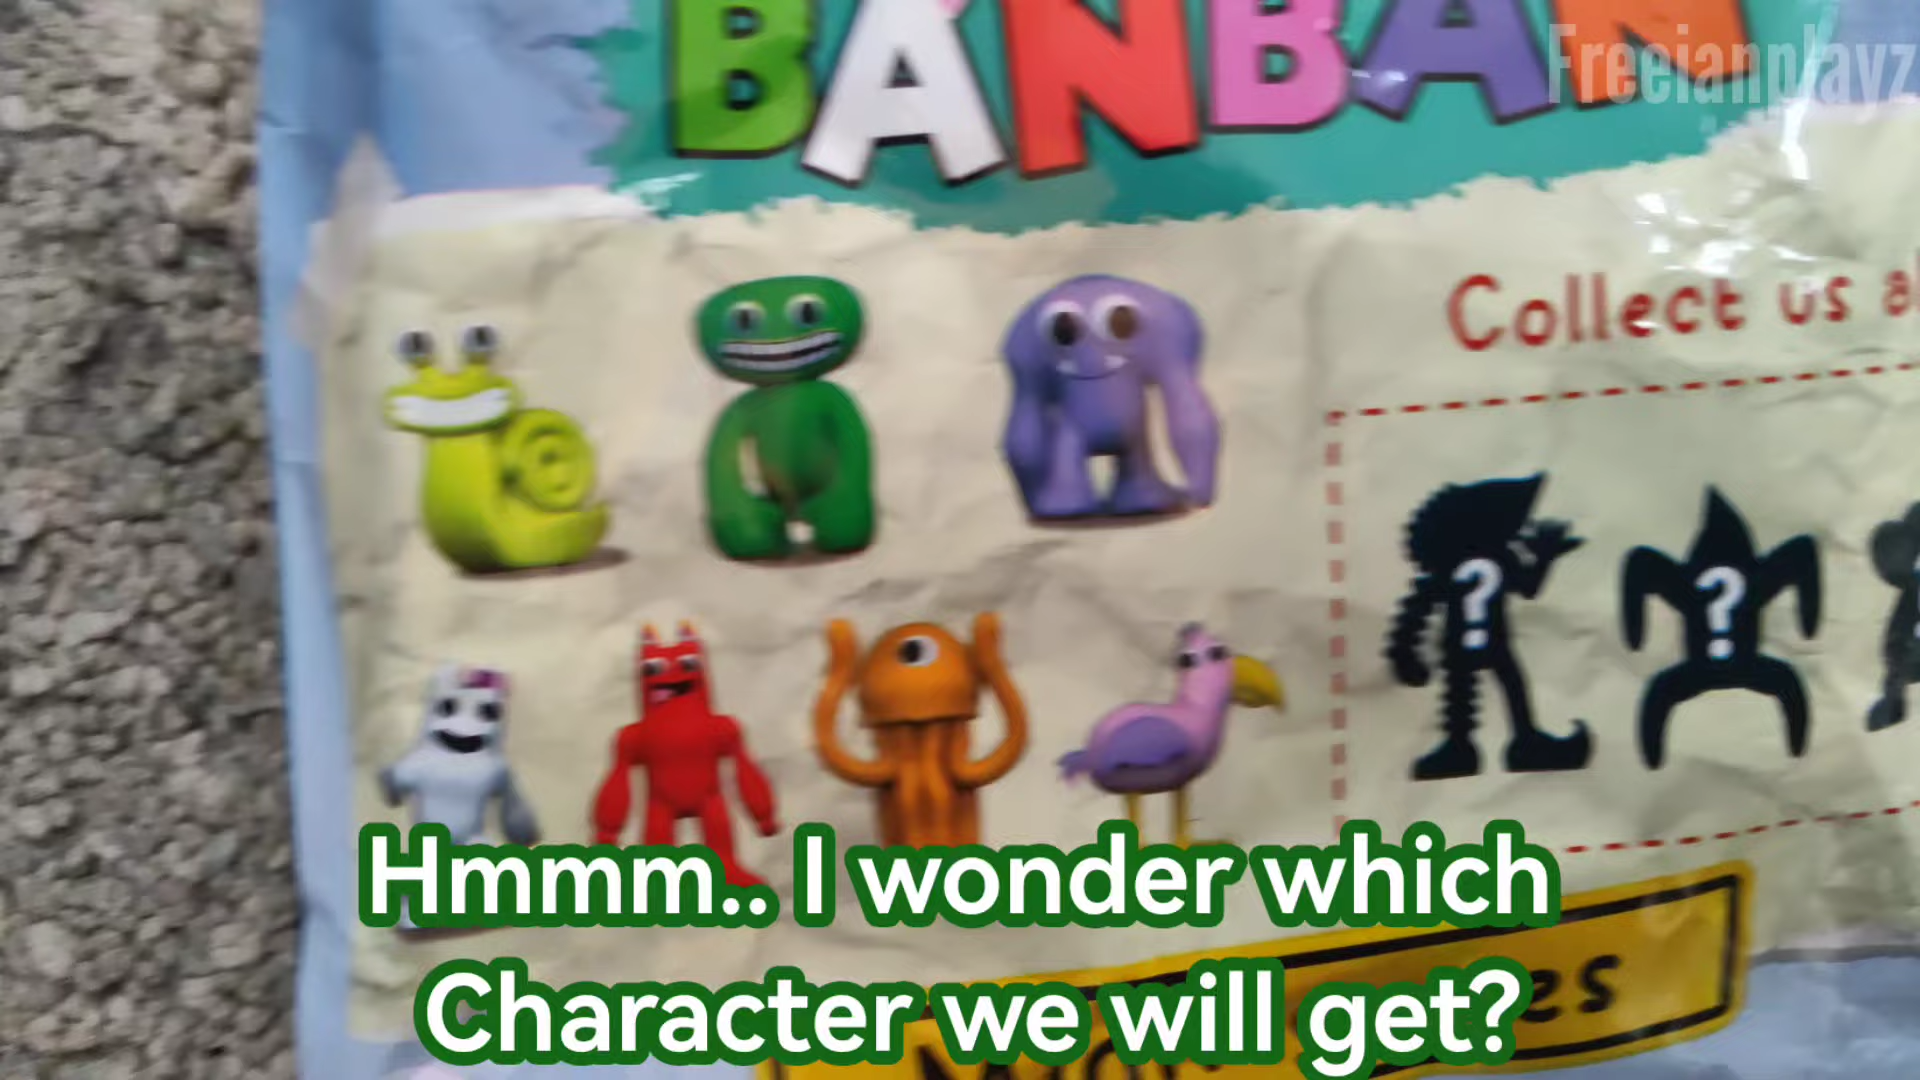 BANBAN
Freeianplayz
Collect us
?
?
Hmmm.. I wonder which
Character we will get?